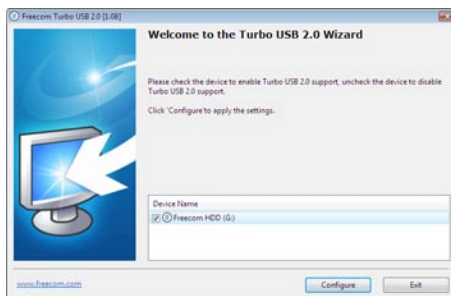 Freecom Turbo USB 2.0 [1.08]
Welcome to the Turbo USB 2.0 Wizard
Please check the device to enable Turbo USB 2.0 support, uncheck the device to disable
Turbo USB 2.0 support.
Click 'Configure' to apply the settings.
Device Name
Freecom HDD (G:)
www.freecom.com
Configure
Exit